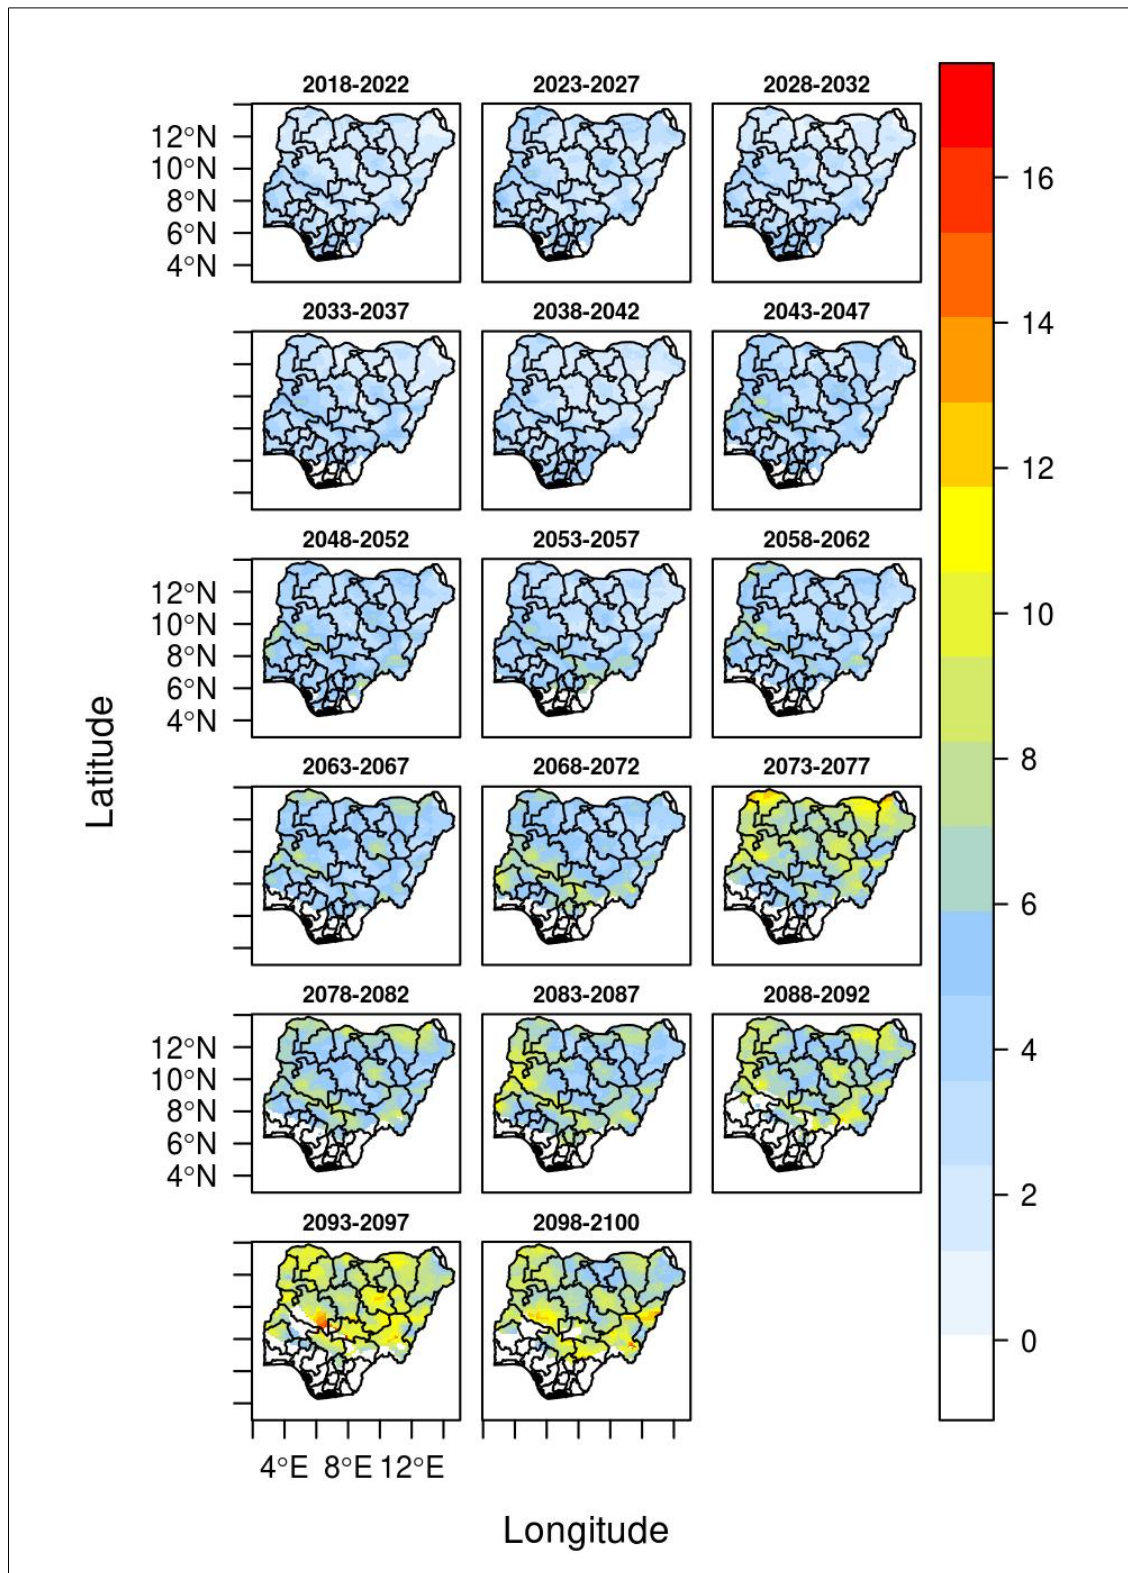 2018-2022 2023-2027 2028-2032
12°N
10°N
8°N
6°N
4°N
2033-2037 2038-2042 2043-2047
2048-2052 2053-2057 2058-2062
12°N
10°N
8°N
6°N
4°N
2063-2067 2068-2072 2073-2077
2078-2082 2083-2087 2088-2092
12°N
10°N
8°N
6°N
4°N
2093-2097 2098-2100
4°E 8°E 12°E
Longitude
Latitude
16
14
12
10
8
6
4
2
0